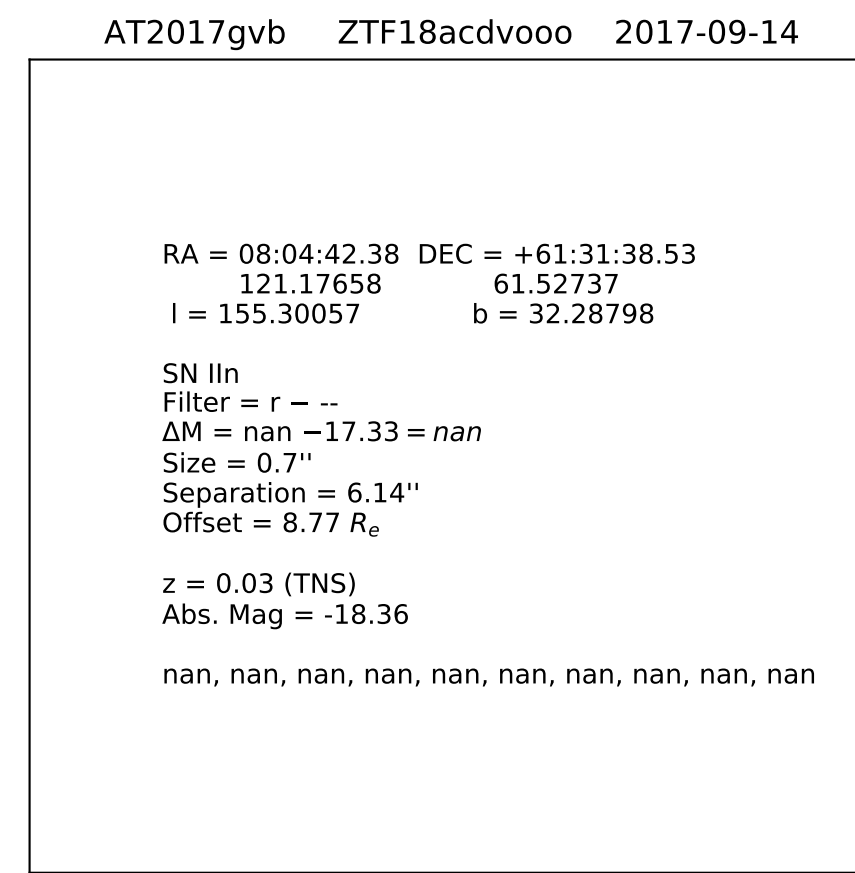 AT2017gvb ZTF18acdvooo 2017-09-14
RA = 08:04:42.38 DEC = +61:31:38.53
121.17658 61.52737
l = 155.30057 b = 32.28798
SN IIn
Filter = r − --
ΔM = nan −17.33 = nan
Size = 0.7''
Separation = 6.14''
Offset = 8.77 Rₑ
z = 0.03 (TNS)
Abs. Mag = -18.36
nan, nan, nan, nan, nan, nan, nan, nan, nan, nan